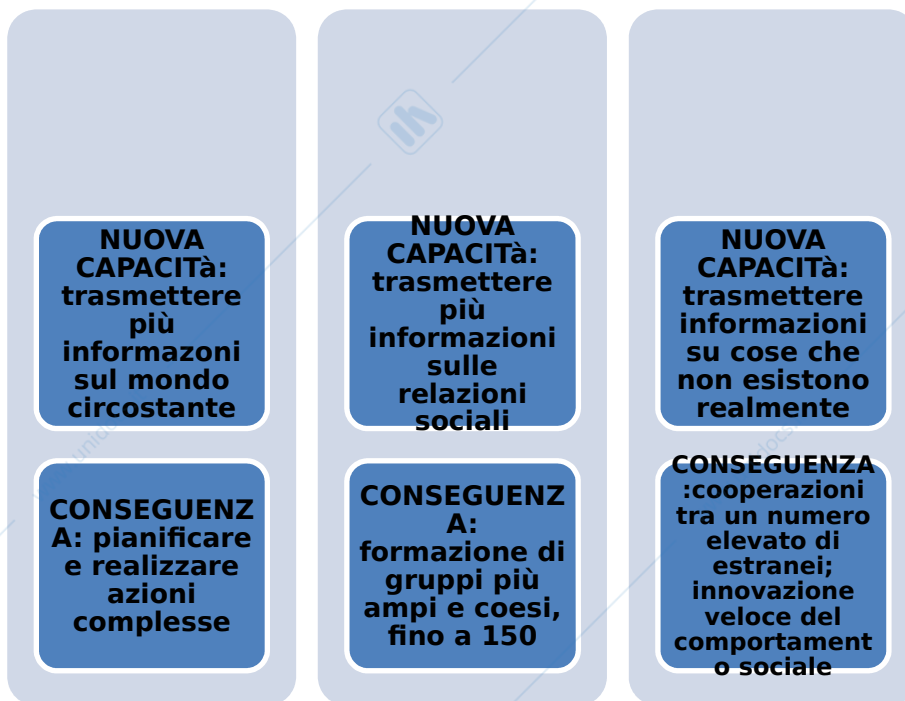 NUOVA
CAPACITà:
trasmettere
più
informazoni
sul mondo
circostante
CONSEGUENZ
A: pianificare
e realizzare
azioni
complesse
NUOVA
CAPACITà:
trasmettere
più
informazioni
sulle
relazioni
sociali
CONSEGUENZ
A:
formazione di
gruppi più
ampi e coesi,
fino a 150
NUOVA
CAPACITà:
trasmettere
informazioni
su cose che
non esistono
realmente
CONSEGUENZA
:cooperazioni
tra un numero
elevato di
estranei;
innovazione
veloce del
comportament
o sociale